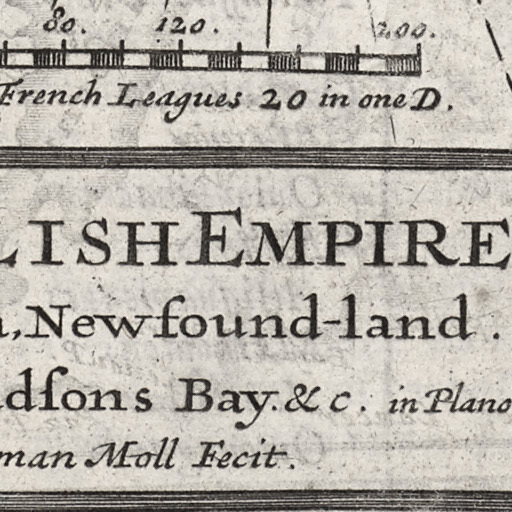 80. 120. 200.
French Leagues 20 in one D.
LISH EMPIRE
, Newfound-land .
dſons Bay. & c. in Plano
man Moll Fecit.